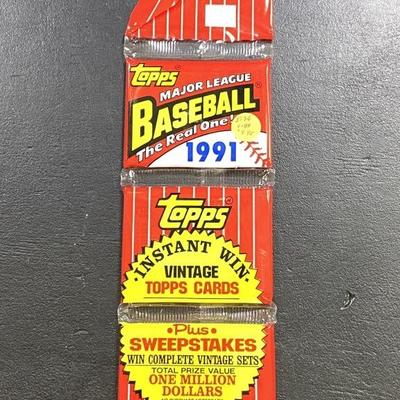 Topps
MAJOR LEAGUE
BASEBALL®
The Real One!
1991
Topps
INSTANT WIN
VINTAGE
TOPPS CARDS
•Plus•
SWEEPSTAKES
WIN COMPLETE VINTAGE SETS
TOTAL PRIZE VALUE
ONE MILLION
DOLLARS